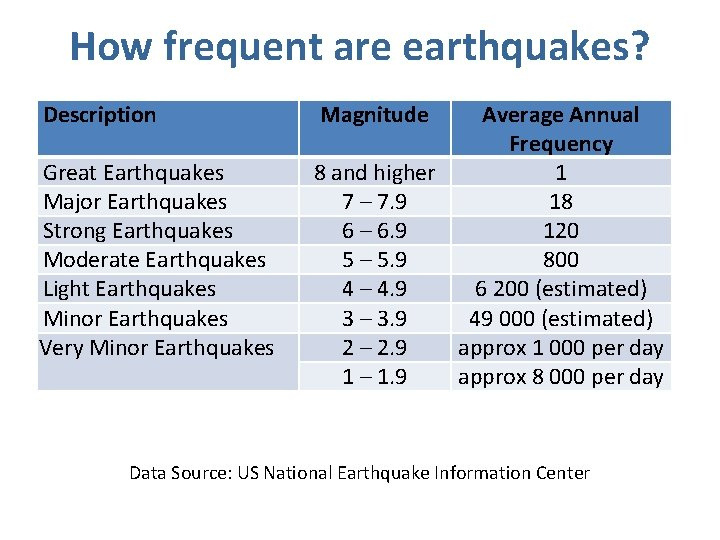 How frequent are earthquakes?
Description Magnitude Average Annual
Frequency
Great Earthquakes 8 and higher 1
Major Earthquakes 7 – 7.9 18
Strong Earthquakes 6 – 6.9 120
Moderate Earthquakes 5 – 5.9 800
Light Earthquakes 4 – 4.9 6 200 (estimated)
Minor Earthquakes 3 – 3.9 49 000 (estimated)
Very Minor Earthquakes 2 – 2.9 approx 1 000 per day
1 – 1.9 approx 8 000 per day
Data Source: US National Earthquake Information Center